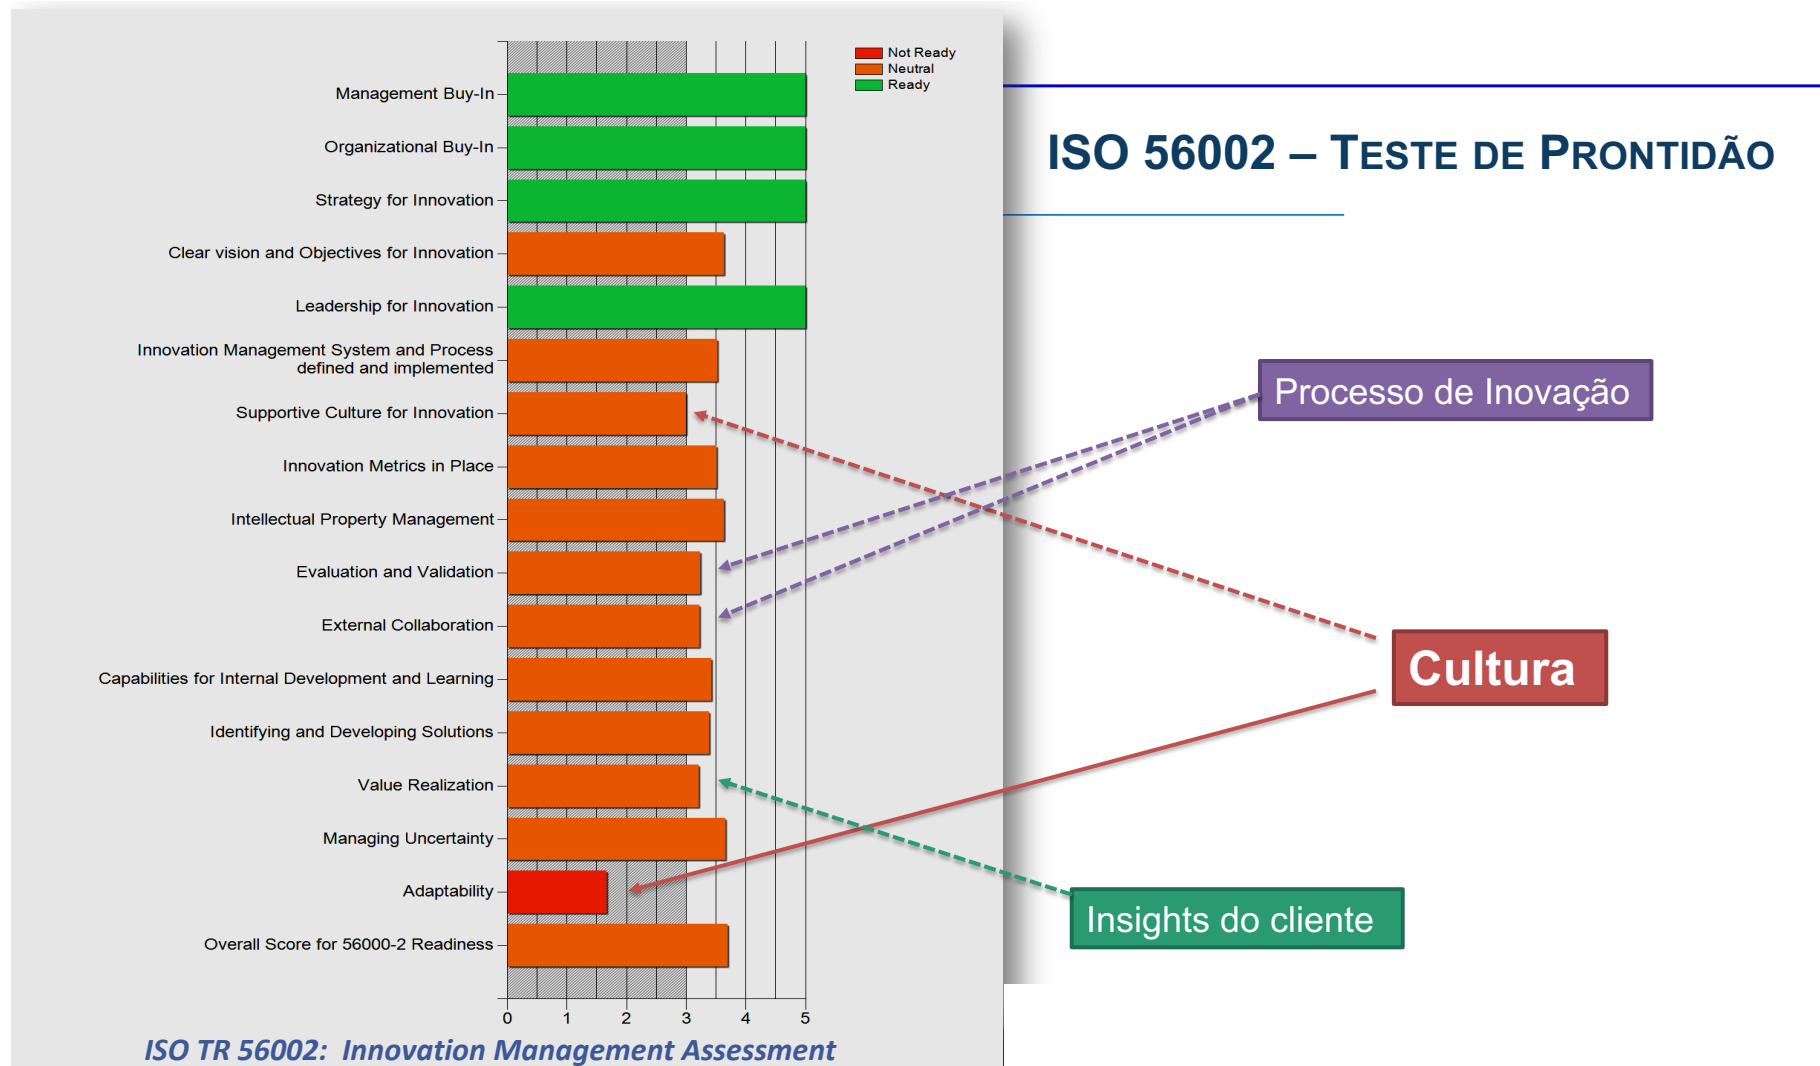 Not Ready
Neutral
Ready
ISO 56002 – TESTE DE PRONTIDÃO
Management Buy-In
Organizational Buy-In
Strategy for Innovation
Clear vision and Objectives for Innovation
Leadership for Innovation
Innovation Management System and Process
defined and implemented
Supportive Culture for Innovation
Innovation Metrics in Place
Intellectual Property Management
Evaluation and Validation
External Collaboration
Capabilities for Internal Development and Learning
Identifying and Developing Solutions
Value Realization
Managing Uncertainty
Adaptability
Overall Score for 56000-2 Readiness
0 1 2 3 4 5
ISO TR 56002: Innovation Management Assessment
Processo de Inovação
Cultura
Insights do cliente